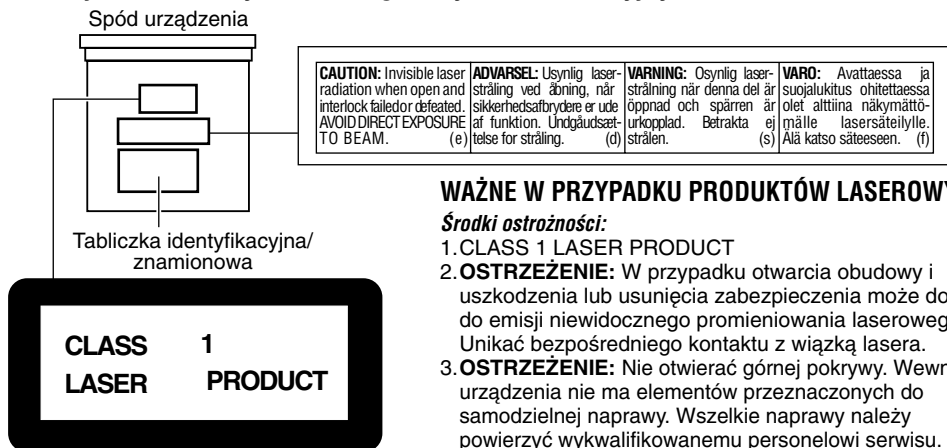 Spód urządzenia
CAUTION: Invisible laser
radiation when open and
interlock failedor defeated.
AVOID DIRECT EXPOSURE
TO BEAM. (e)
ADVARSEL: Usynlig laser-
stråling ved åbning, når
sikkerhedsafbrydere er ude
af funktion. Undgåudsæt-
telse for stråling. (d)
VARNING: Osynlig laser-
strålning när denna del är
öppnad och spärren är
urkopplad. Betrakta ej
strålen. (s)
VARO: Avattaessa ja
suojalukitus ohitettaessa
olet alttiina näkymättö-
mälle lasersäteilylle.
Älä katso säteeseen. (f)
Tabliczka identyfikacyjna/
znamionowa
CLASS 1
LASER PRODUCT
WAŻNE W PRZYPADKU PRODUKTÓW
Środki ostrożności:
1.CLASS 1 LASER PRODUCT
2.OSTRZEŻENIE: W przypadku otwarcia obudowy i
uszkodzenia lub usunięcia zabezpieczenia może
do emisji niewidocznego promieniowania
Unikać bezpośredniego kontaktu z wiązką lasera.
3.OSTRZEŻENIE: Nie otwierać górnej pokrywy.
urządzenia nie ma elementów przeznaczonych do
samodzielnej naprawy. Wszelkie naprawy należy
powierzyć wykwalifikowanemu personelowi serwisu.